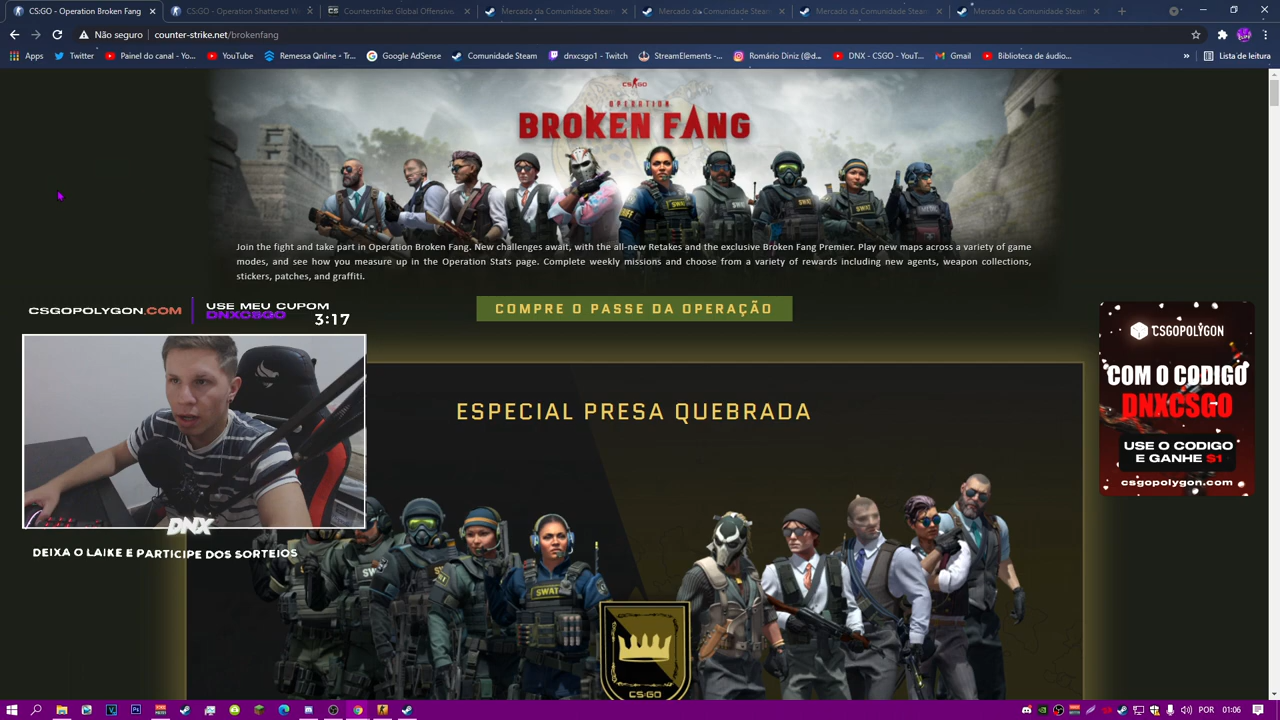 CS:GO - Operation Broken Fang
CS:GO - Operation Shattered W
Counterstrike: Global Offensive
Mercado da Comunidade Steam
Mercado da Comunidade Steam
Mercado da Comunidade Steam
Mercado da Comunidade Steam
Não seguro
counter-strike.net/brokenfang
Apps
Twitter
Painel do canal - Yo...
YouTube
Remessa Online - Tr...
Google AdSense
Comunidade Steam
dnxcsgo1 - Twitch
StreamElements -...
Romário Diniz (@d...
DNX - CSGO - YouT...
Gmail
Biblioteca de áudio...
»
Lista de leitura
CS GO
OPERATION
BROKEN FANG
Join the fight and take part in Operation Broken Fang. New challenges await, with the all-new Retakes and the exclusive Broken Fang Premier. Play new maps across a variety of game
modes, and see how you measure up in the Operation Stats page. Complete weekly missions and choose from a variety of rewards including new agents, weapon collections,
stickers, patches, and graffiti.
COMPRE O PASSE DA OPERAÇÃO
CSGOPOLYGON.COM
USE MEU CUPOM
DNXCSGO
3:17
ESPECIAL PRESA QUEBRADA
SWAT
SWAT
SWAT
SWAT
CS:GO
DNX
DEIXA O LAIKE E PARTICIPE DOS SORTEIOS
CSGOPOLYGON
COM O CODIGO
DNXCSGO
USE O CODIGO
E GANHE $1
csgopolygon.com
POR
01:06